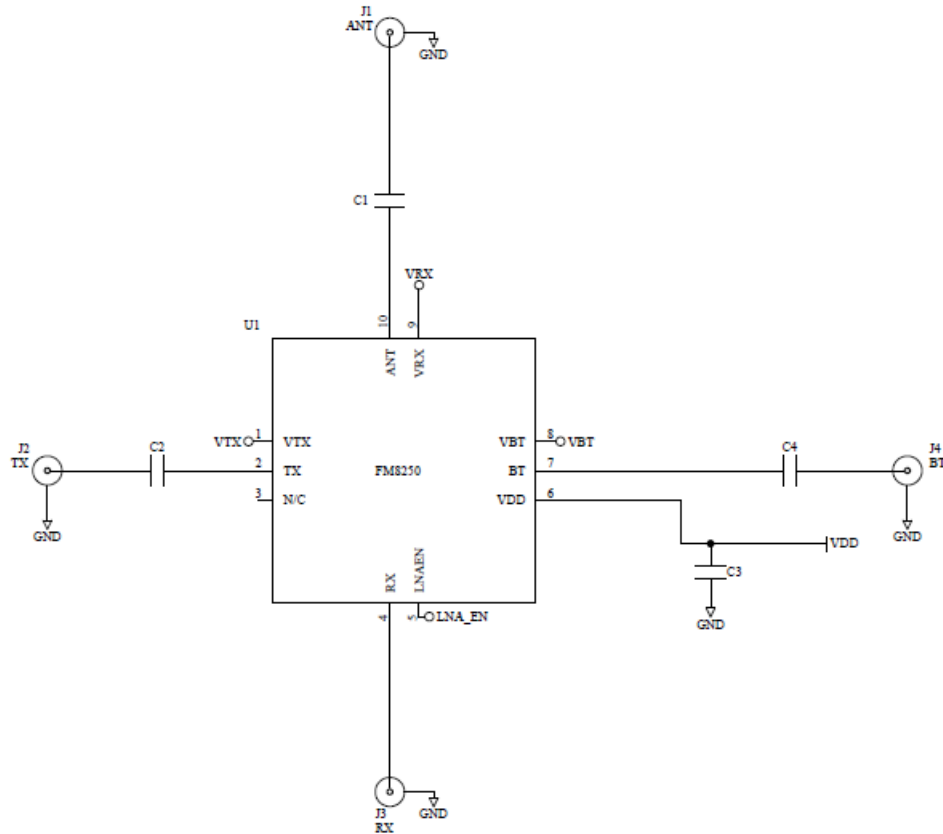 J1
ANT
GND
C1
VRX
U1
10
9
ANT
VRX
J2
TX
C2
VTX
1
VTX
VBT
8
VBT
C4
J4
BT
2
TX
FM8250
BT
7
3
N/C
VDD
6
GND
GND
VDD
C3
RX
LNAEN
GND
4
5
LNA_EN
J3
RX
GND